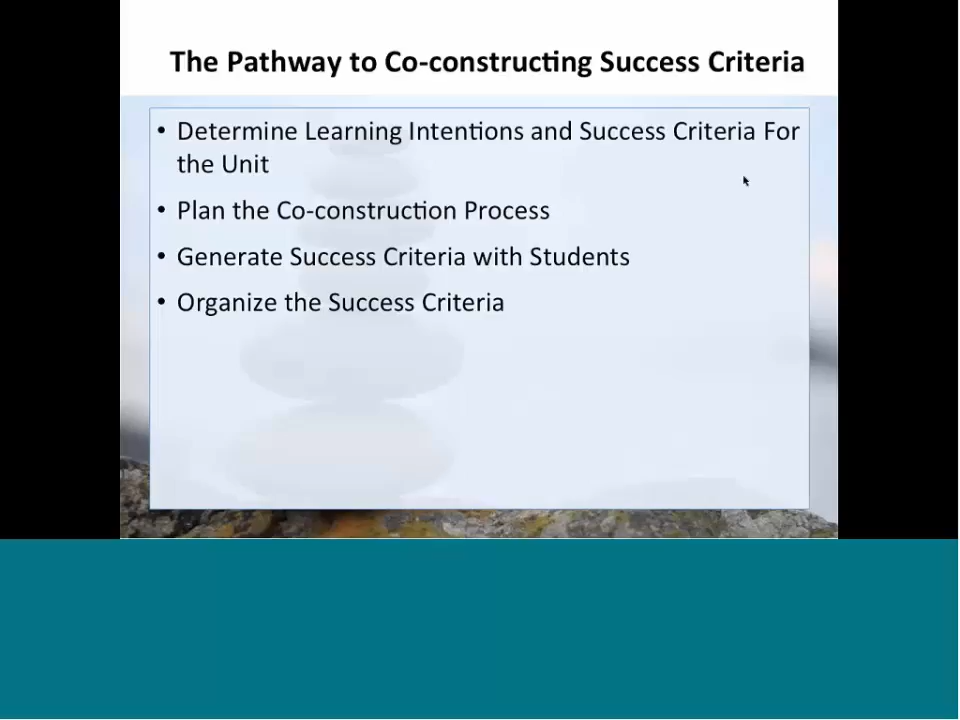 The Pathway to Co-constructing Success Criteria
• Determine Learning Intentions and Success Criteria For
the Unit
• Plan the Co-construction Process
• Generate Success Criteria with Students
• Organize the Success Criteria